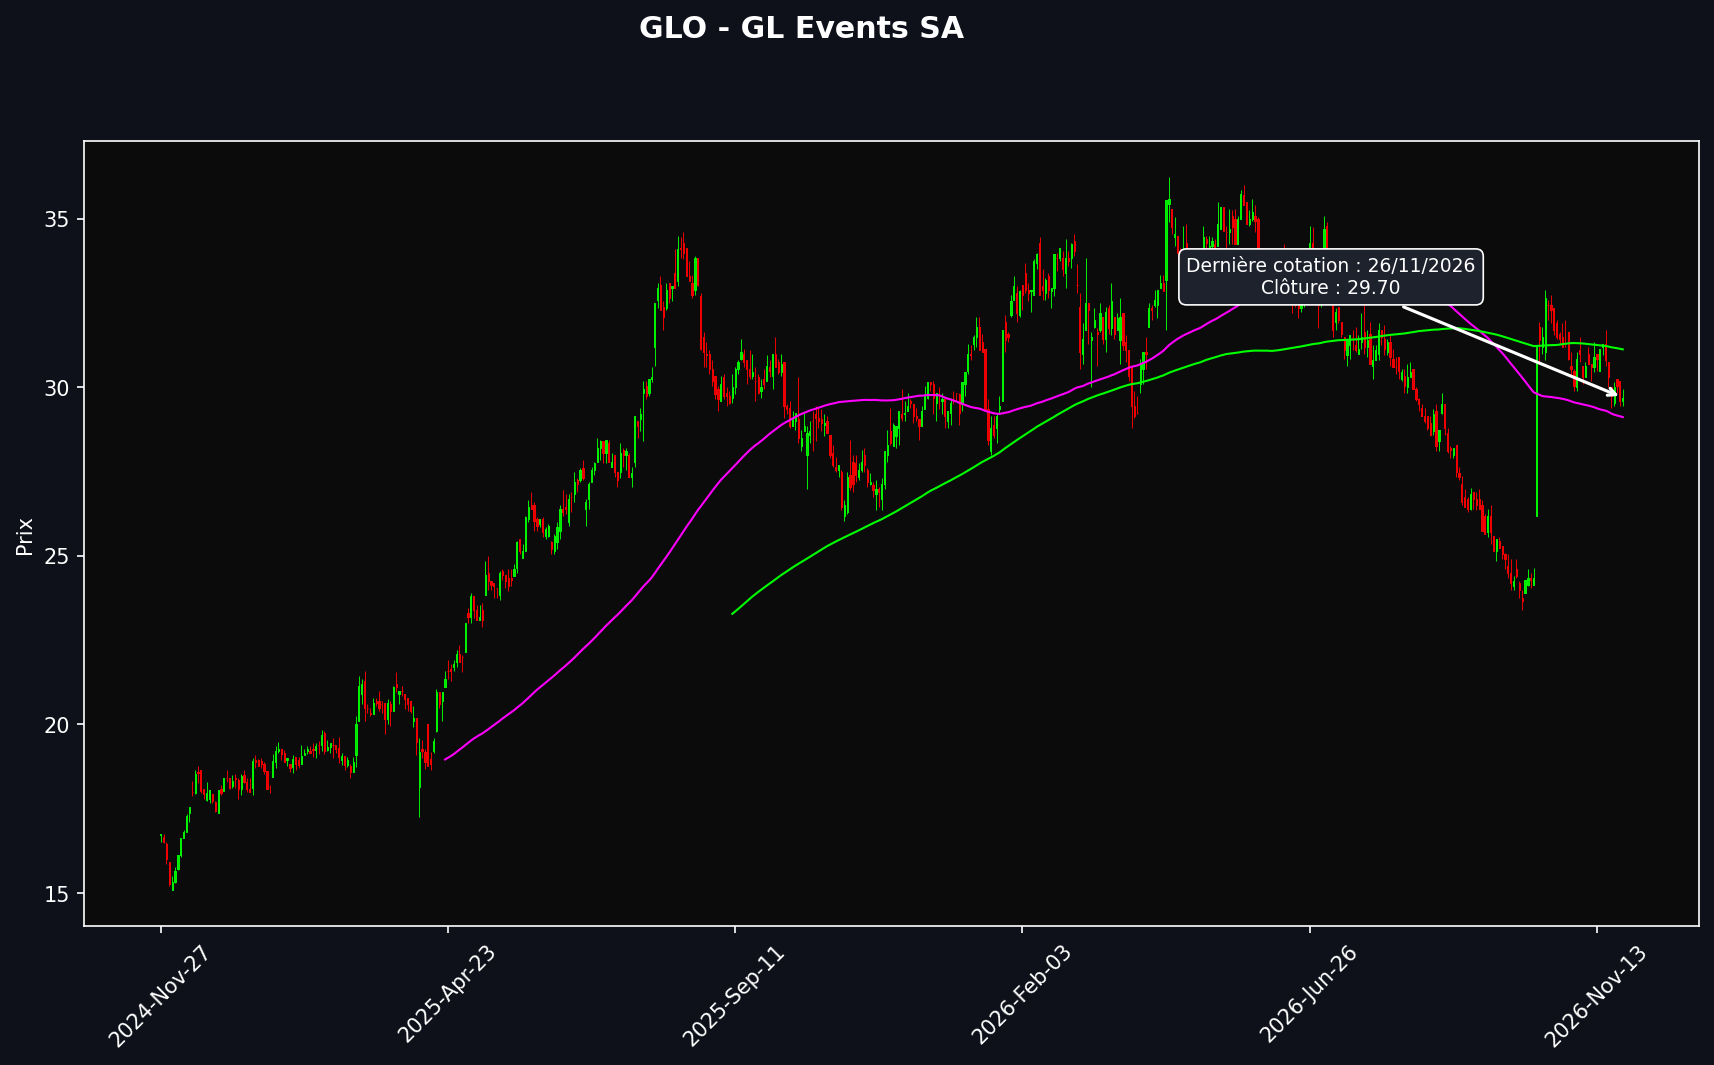 GLO - GL Events SA
35
30
25
20
15
Prix
Dernière cotation : 26/11/2026
Clôture : 29.70
2024-Nov-27
2025-Apr-23
2025-Sep-11
2026-Feb-03
2026-Jun-26
2026-Nov-13